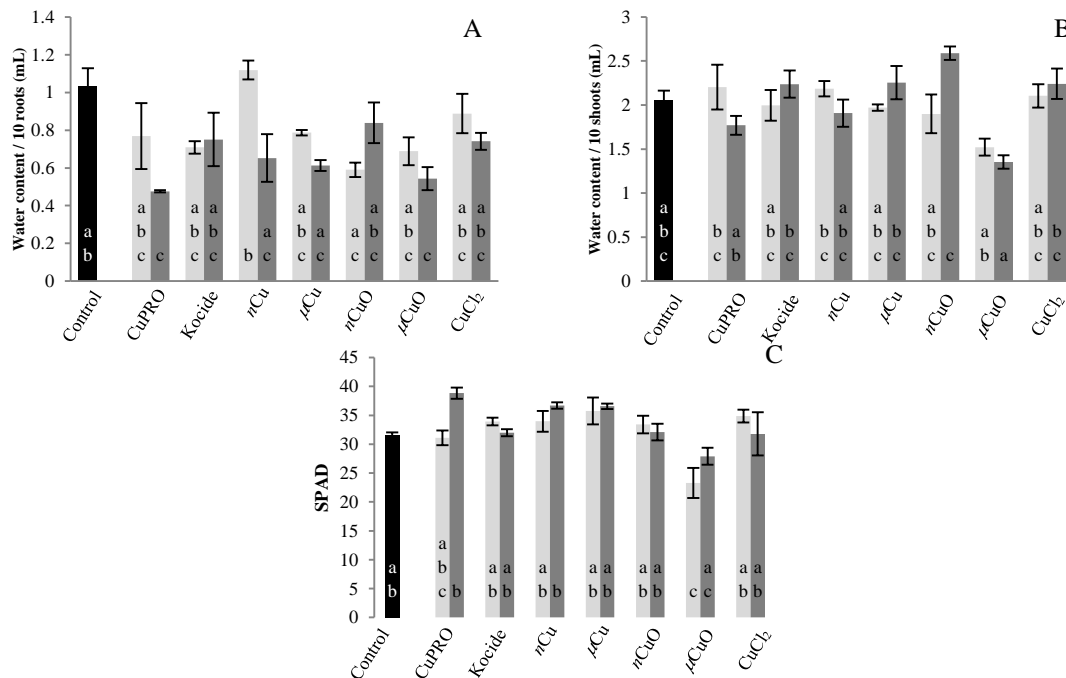 A
Water content / 10 roots (mL)
1.4
1.2
1
0.8
0.6
0.4
0.2
0
a a a a a a a a a
b b b a b a b b b b
a b c c c c b c c c c c c c c c c
Control CuPRO Kocide nCu μCu nCuO μCuO CuCl₂
B
Water content / 10 shoots (mL)
3
2.5
2
1.5
1
0.5
0
a a a a a a
b b a b b b b b b a b b
c c b c c c c c c c c c b a c c
Control CuPRO Kocide nCu μCu nCuO μCuO CuCl₂
C
SPAD
45
40
35
30
25
20
15
10
5
0
a
a b a a a a a a a a a a
b c b b b b b b b b b c c b b
Control CuPRO Kocide nCu μCu nCuO μCuO CuCl₂